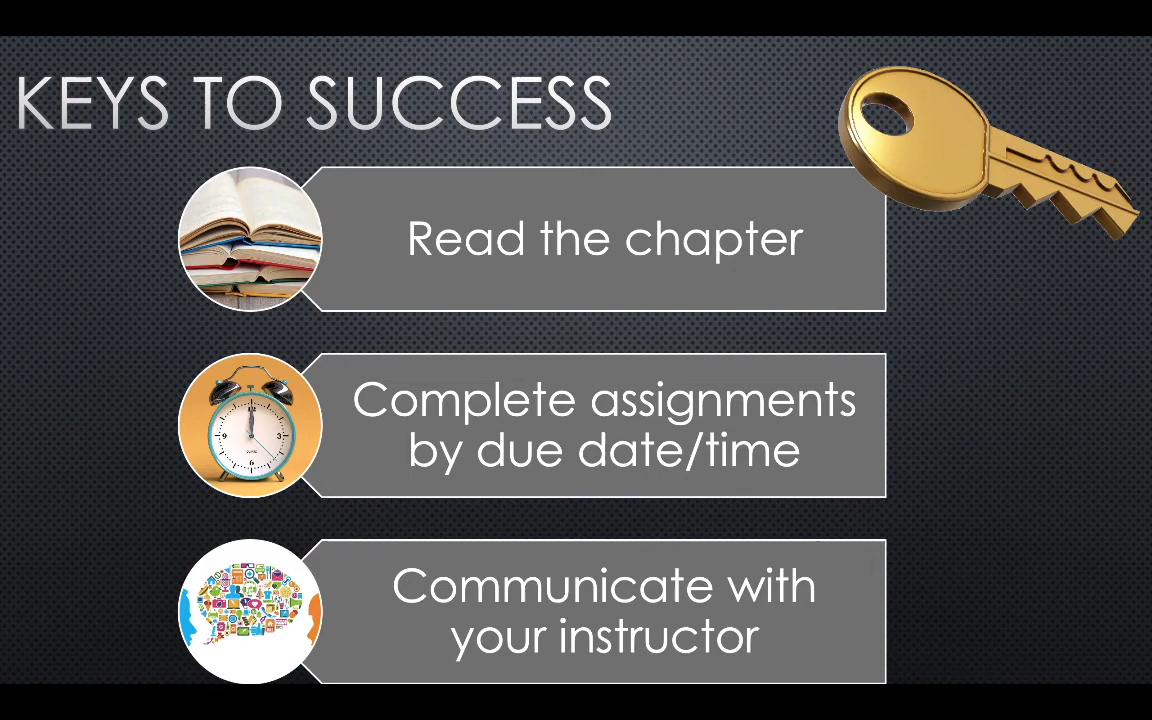 KEYS TO SUCCESS
Read the chapter
Complete assignments
by due date/time
Communicate with
your instructor